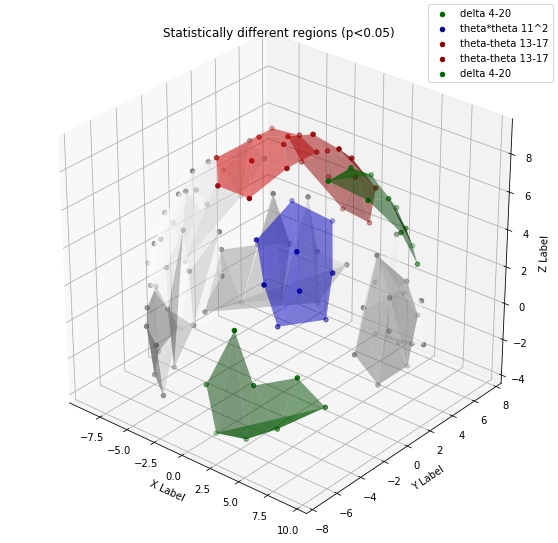 Statistically different regions (p<0.05)
delta 4-20
theta*theta 11^2
theta-theta 13-17
theta-theta 13-17
delta 4-20
8
6
4
2
0
−2
−4
Z Label
−7.5
−5.0
−2.5
0.0
2.5
5.0
7.5
10.0
X Label
−8
−6
−4
−2
0
2
4
6
8
Y Label